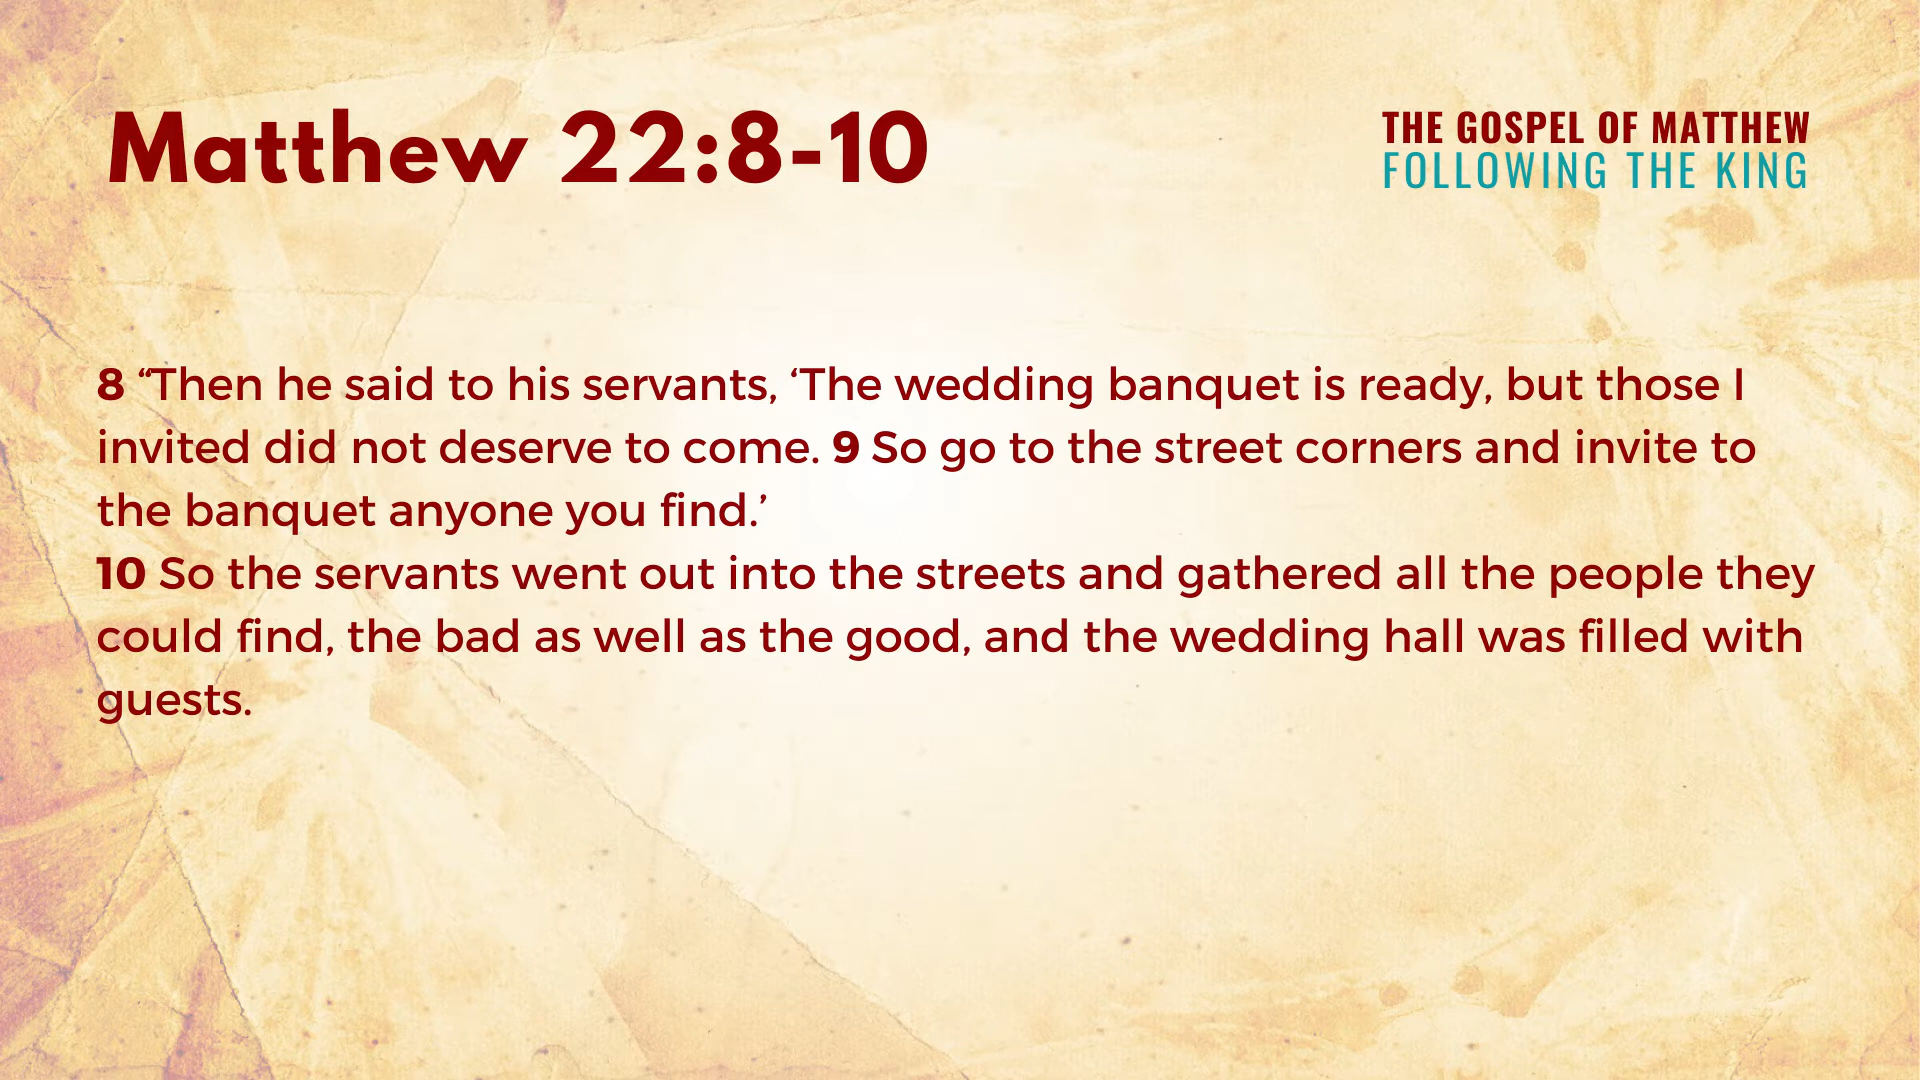 Matthew 22:8-10
THE GOSPEL OF MATTHEW
FOLLOWING THE KING
8 “Then he said to his servants, ‘The wedding banquet is ready, but those I
invited did not deserve to come. 9 So go to the street corners and invite to
the banquet anyone you find.’
10 So the servants went out into the streets and gathered all the people they
could find, the bad as well as the good, and the wedding hall was filled with
guests.